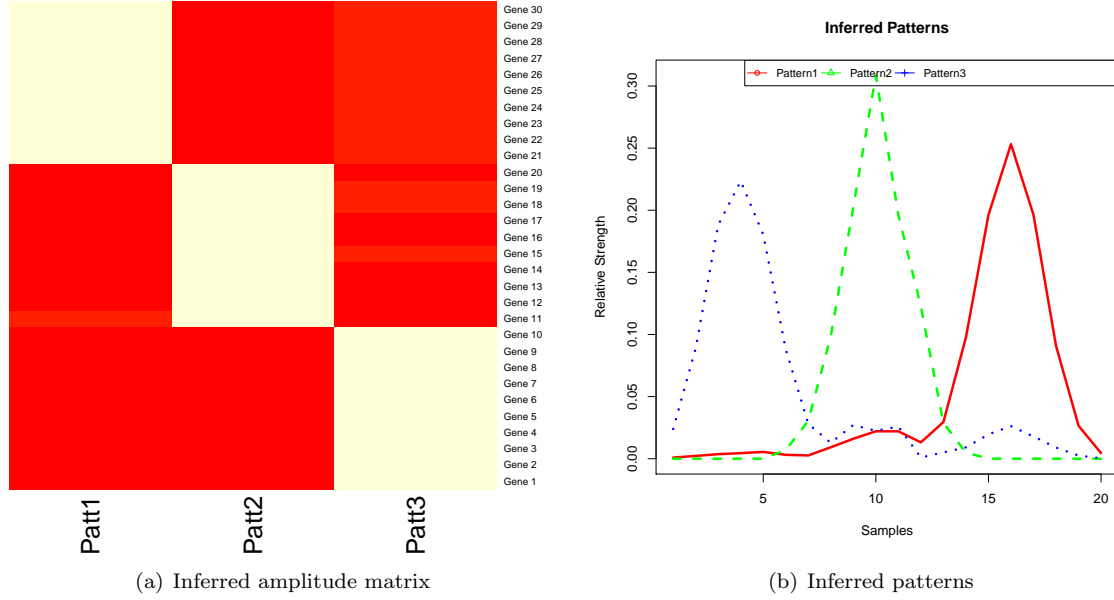 Gene 30
Gene 29
Gene 28
Gene 27
Gene 26
Gene 25
Gene 24
Gene 23
Gene 22
Gene 21
Gene 20
Gene 19
Gene 18
Gene 17
Gene 16
Gene 15
Gene 14
Gene 13
Gene 12
Gene 11
Gene 10
Gene 9
Gene 8
Gene 7
Gene 6
Gene 5
Gene 4
Gene 3
Gene 2
Gene 1
Patt1
Patt2
Patt3
(a) Inferred amplitude matrix
Inferred Patterns
Pattern1 Pattern2 Pattern3
Relative Strength
0.30
0.25
0.20
0.15
0.10
0.05
0.00
5 10 15 20
Samples
(b) Inferred patterns